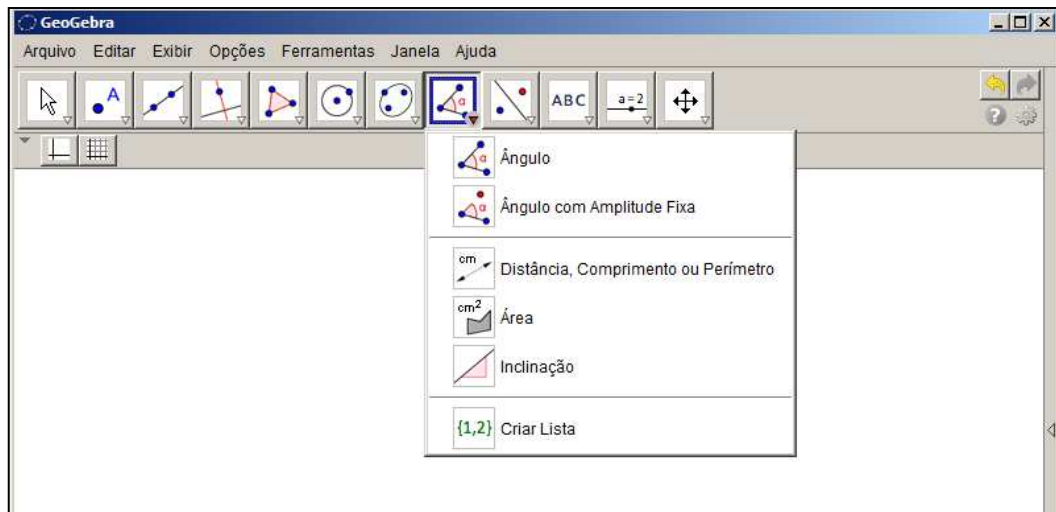 GeoGebra
Arquivo Editar Exibir Opções Ferramentas Janela Ajuda
A α ABC a=2
α Ângulo
α Ângulo com Amplitude Fixa
cm Distância, Comprimento ou Perímetro
cm² Área
Inclinação
{1,2} Criar Lista